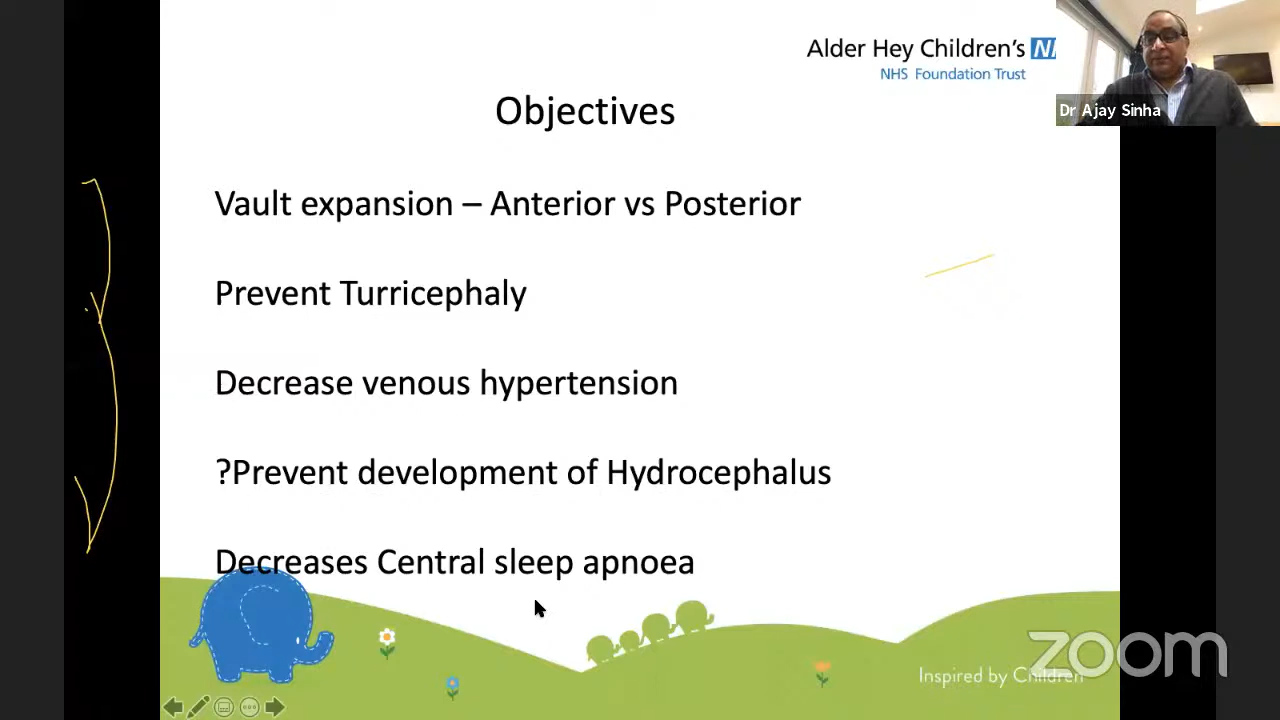 Alder Hey Children's
NHS Foundation Trust
Dr Ajay Sinha
Objectives
Vault expansion – Anterior vs Posterior
Prevent Turricephaly
Decrease venous hypertension
?Prevent development of Hydrocephalus
Decreases Central sleep apnoea
zoom
Inspired by Children